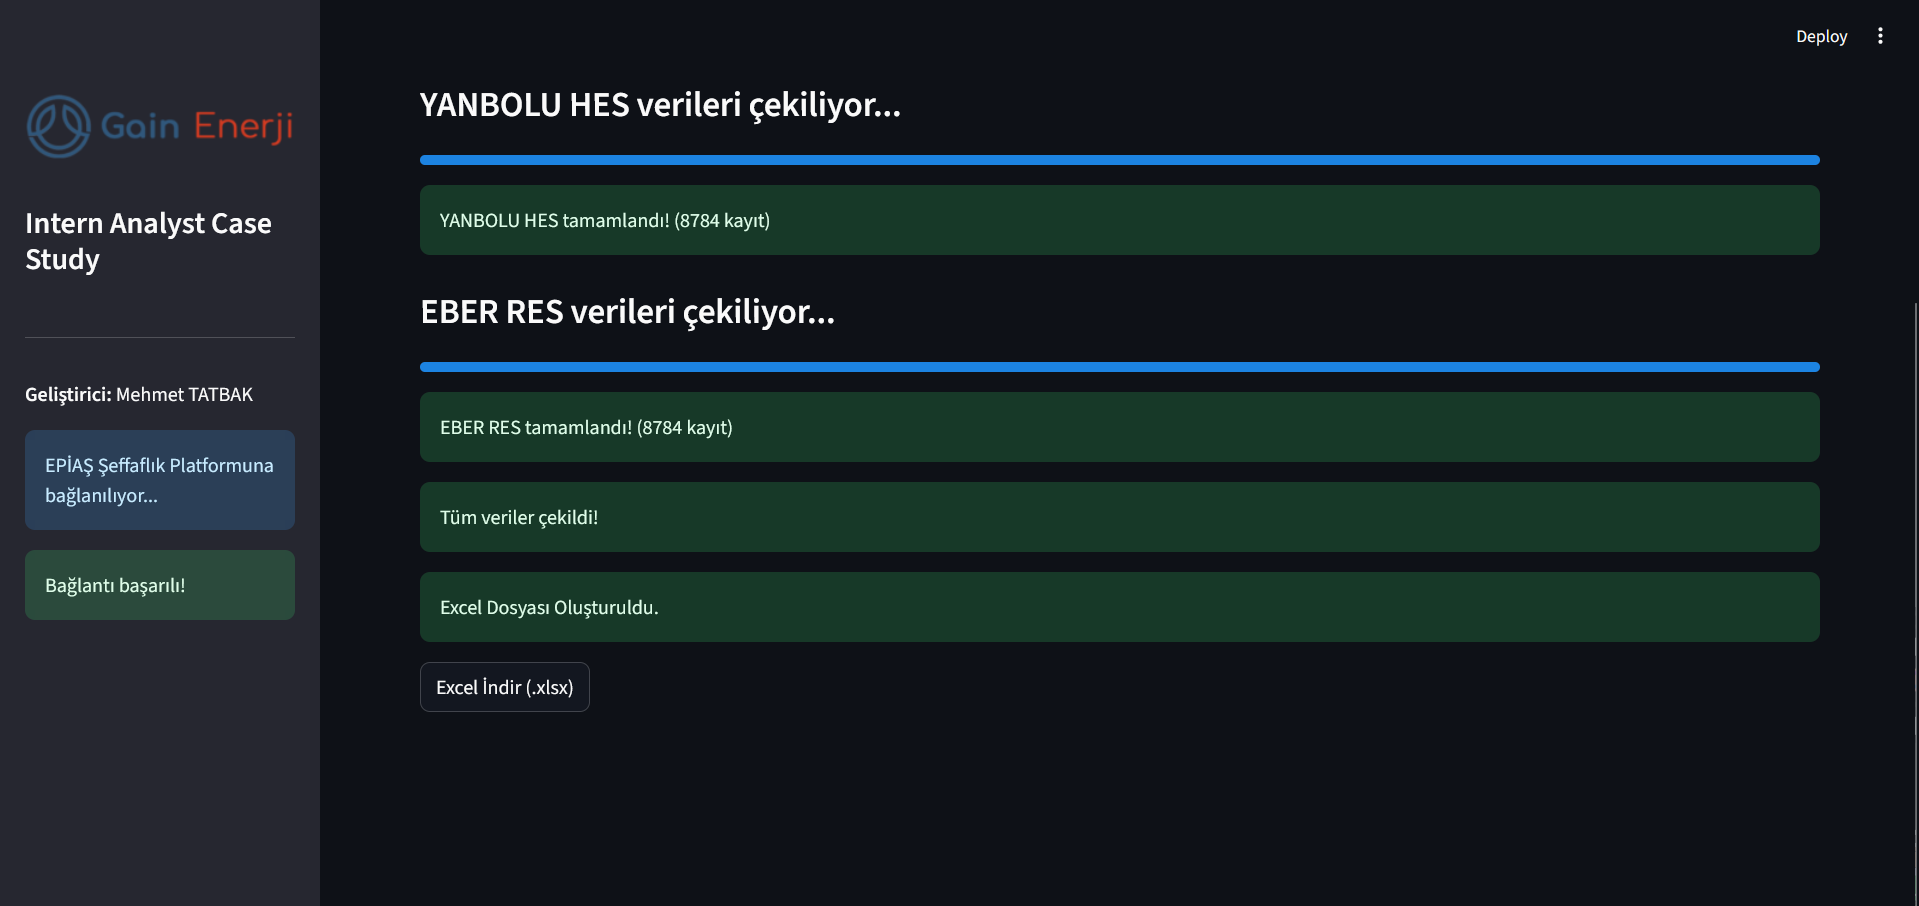 Deploy
Gain Enerji
Intern Analyst Case
Study
Geliştirici: Mehmet TATBAK
EPİAŞ Şeffaflık Platformuna
bağlanılıyor...
Bağlantı başarılı!
YANBOLU HES verileri çekiliyor...
YANBOLU HES tamamlandı! (8784 kayıt)
EBER RES verileri çekiliyor...
EBER RES tamamlandı! (8784 kayıt)
Tüm veriler çekildi!
Excel Dosyası Oluşturuldu.
Excel İndir (.xlsx)